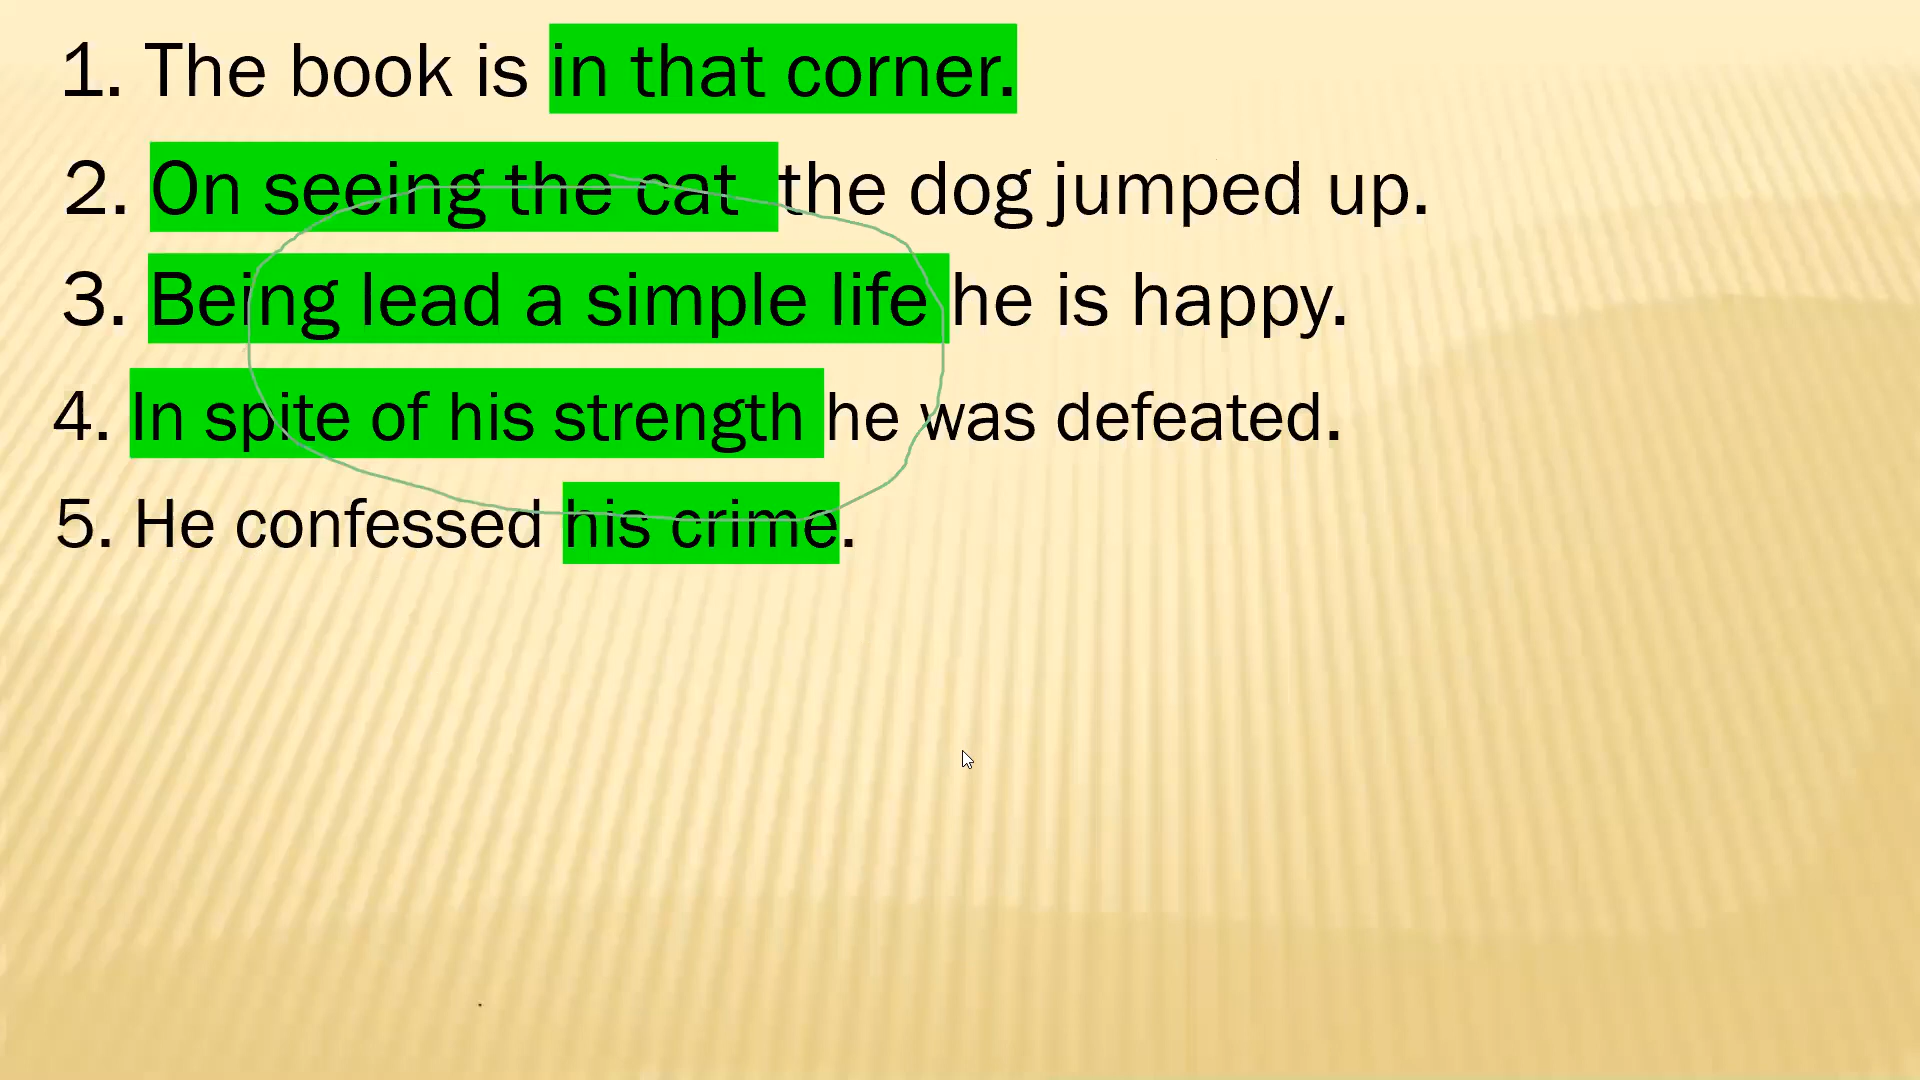 1. The book is in that corner.
2. On seeing the cat the dog jumped up.
3. Being lead a simple life he is happy.
4. In spite of his strength he was defeated.
5. He confessed his crime.